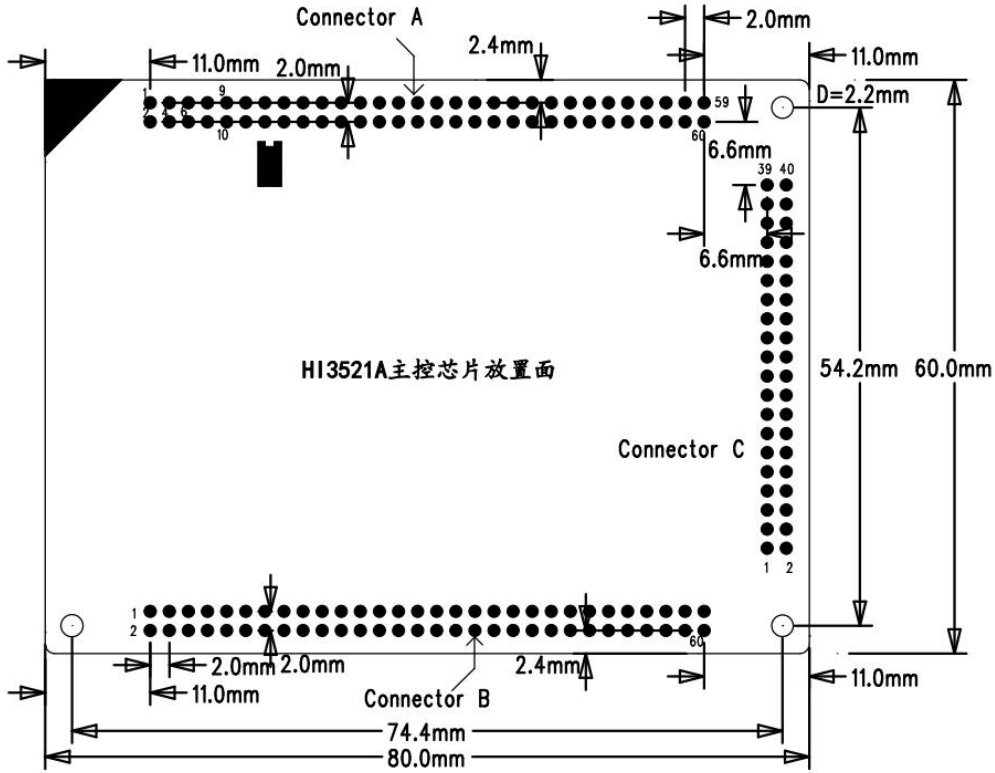 Connector A
2.0mm
2.4mm
11.0mm
11.0mm
2.0mm
1
9
59
D=2.2mm
2
4
6
10
60
6.6mm
39
40
6.6mm
HI3521A主控芯片放置面
54.2mm
60.0mm
Connector C
1
2
1
2
60
2.0mm
2.0mm
2.4mm
11.0mm
11.0mm
Connector B
74.4mm
80.0mm